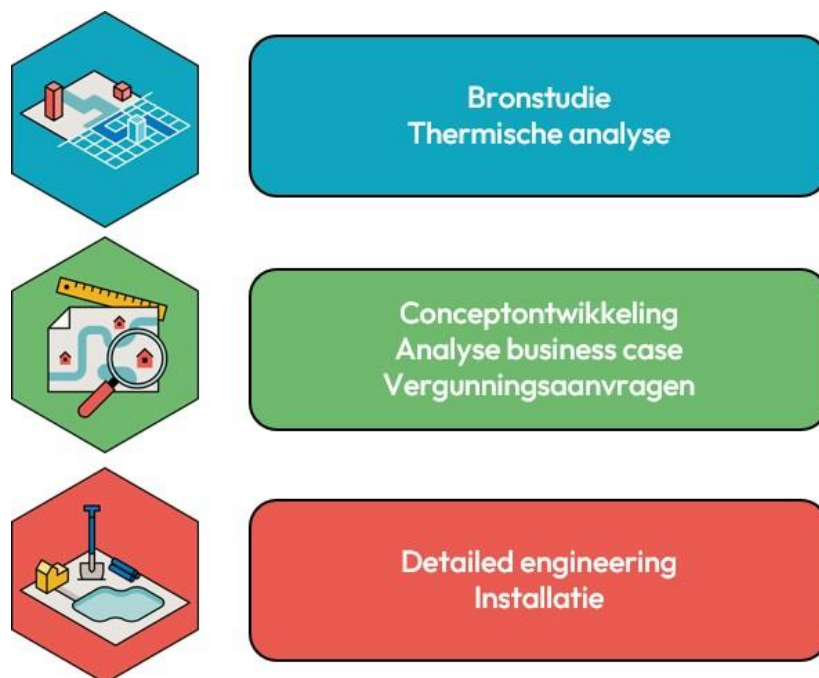 Bronstudie
Thermische analyse
Conceptontwikkeling
Analyse business case
Vergunningsaanvragen
Detailed engineering
Installatie